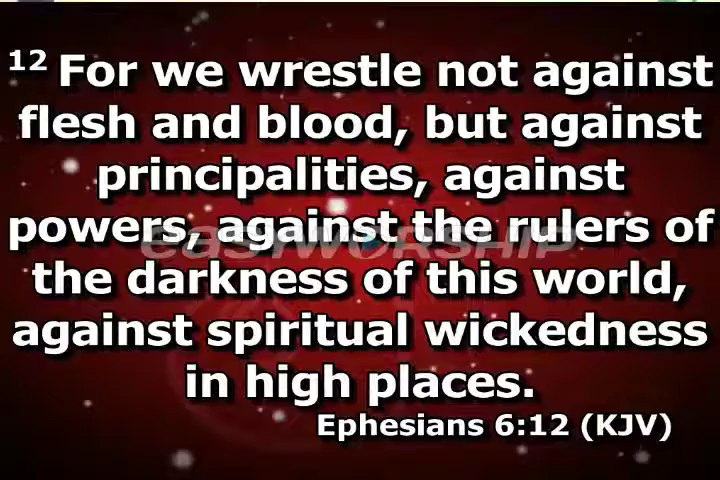 12 For we wrestle not against
flesh and blood, but against
principalities, against
powers, against the rulers of
EASYWORSHIP
the darkness of this world,
against spiritual wickedness
in high places.
Ephesians 6:12 (KJV)